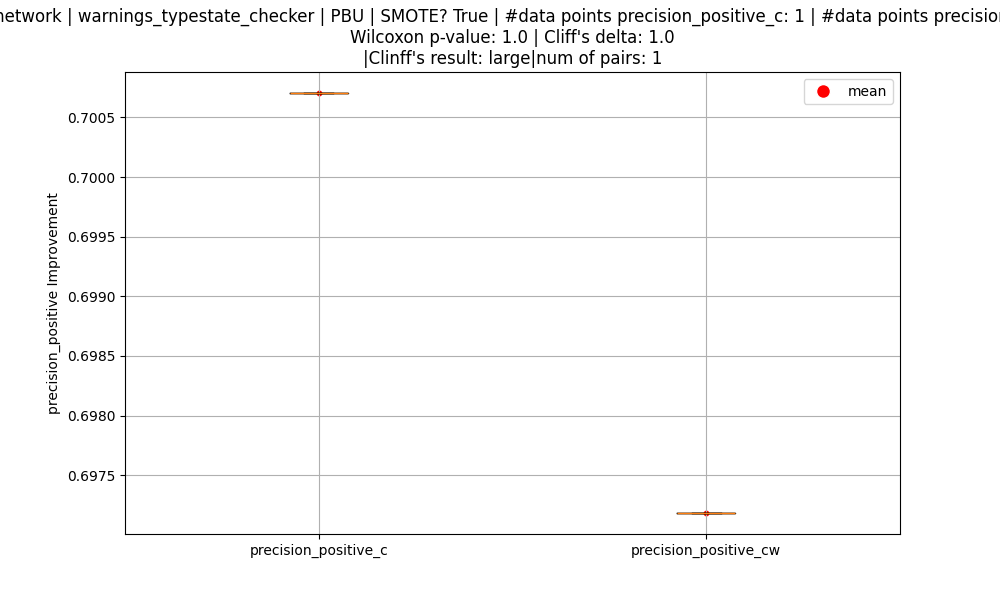 network | warnings_typestate_checker | PBU | SMOTE? True | #data points precision_positive_c: 1 | #data points precision
Wilcoxon p-value: 1.0 | Cliff's delta: 1.0
|Clinff's result: large|num of pairs: 1
mean
0.7005
0.7000
0.6995
0.6990
0.6985
0.6980
0.6975
precision_positive Improvement
precision_positive_c
precision_positive_cw